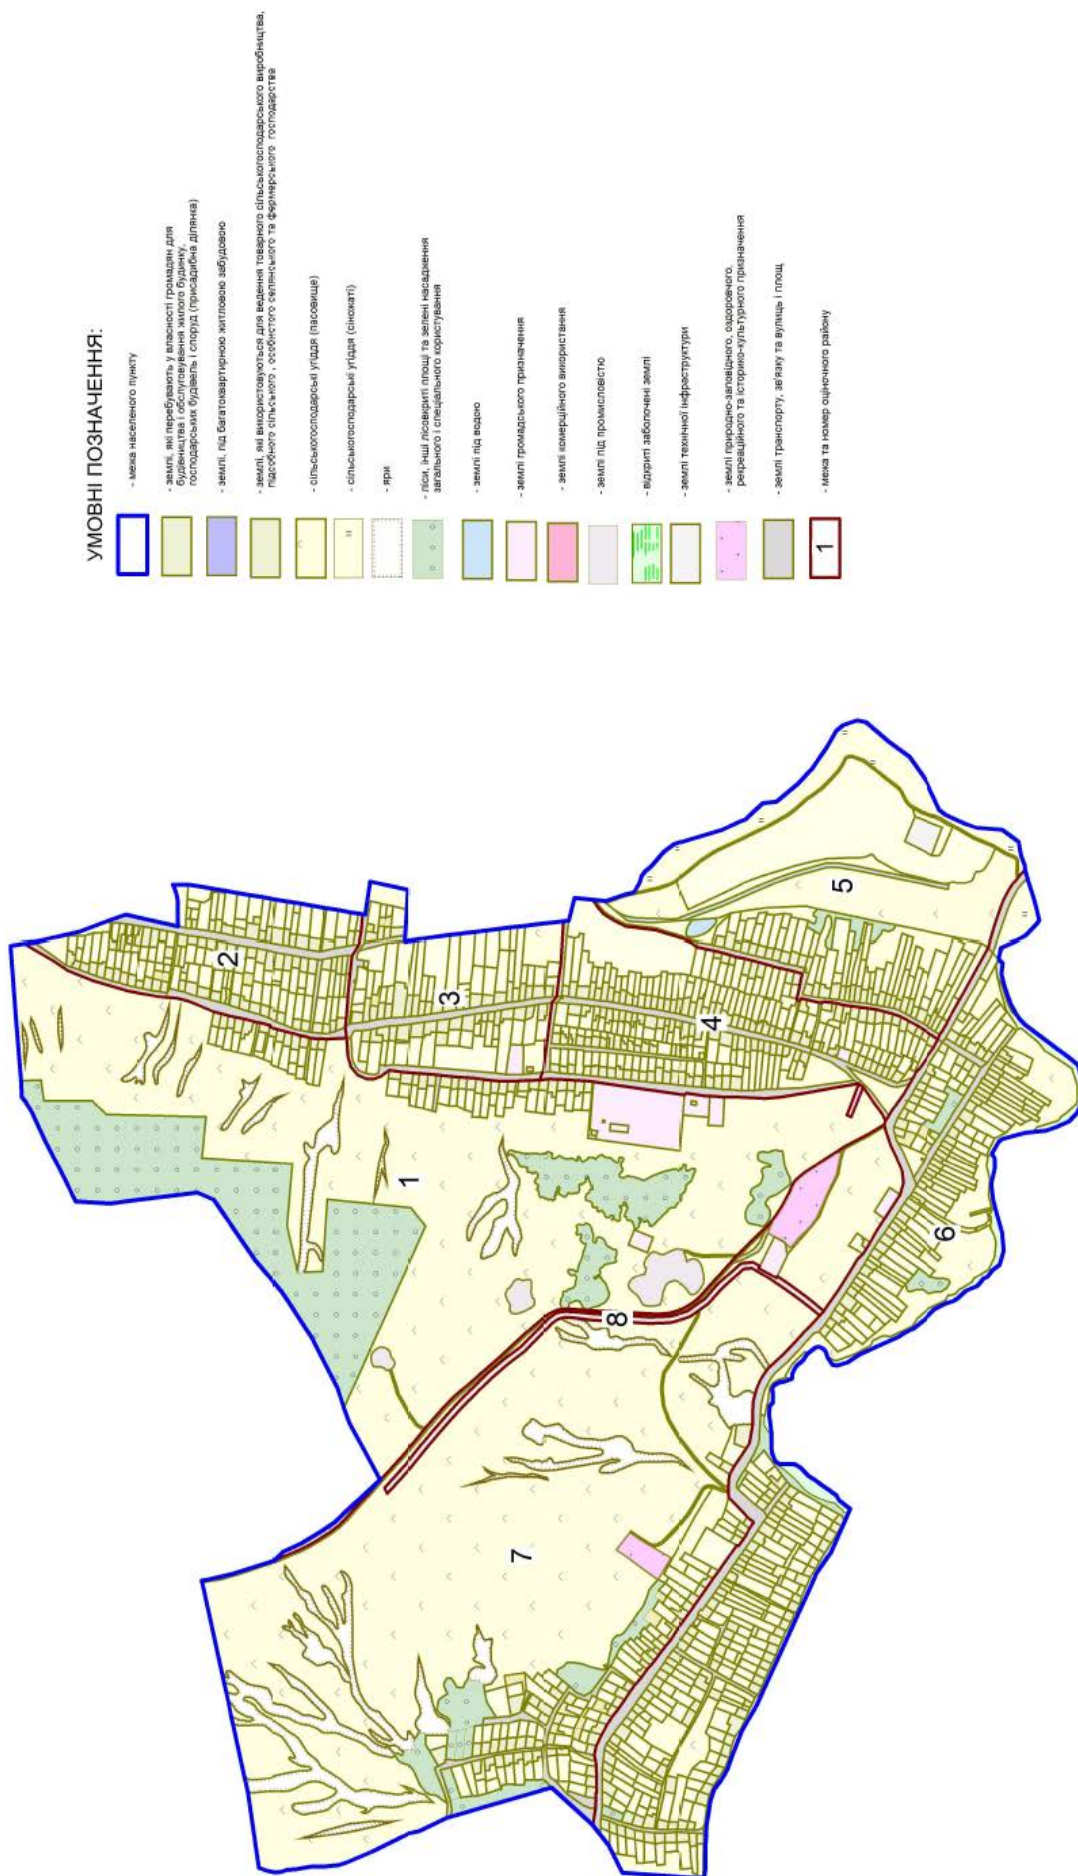 УМОВНІ ПОЗНАЧЕННЯ:
- межа населеного пункту
- землі, які перебувають у власності громадян для
будівництва і обслуговування жилого будинку,
господарських будівель і споруд (присадибна ділянка)
- землі, під багатоквартирною житловою забудовою
- землі, які використовуються для ведення товарного сільськогосподарського виробництва,
підсобного сільського , особистого селянського та фермерського господарства
- сільськогосподарські угіддя (пасовище)
- сільськогосподарські угіддя (сіножаті)
- яри
- ліси, інші лісовкриті площі та зелені насадження
загального і спеціального користування
- землі під водою
- землі громадського призначення
- землі комерційного використання
- землі під промисловістю
- відкриті заболочені землі
- землі технічної інфраструктури
- землі природно-заповідного, оздоровчого,
рекреаційного та історико-культурного призначення
- землі транспорту, зв'язку та вулиць і площ
1 - межа та номер оціночного району
2
3
4
5
1
8
6
7